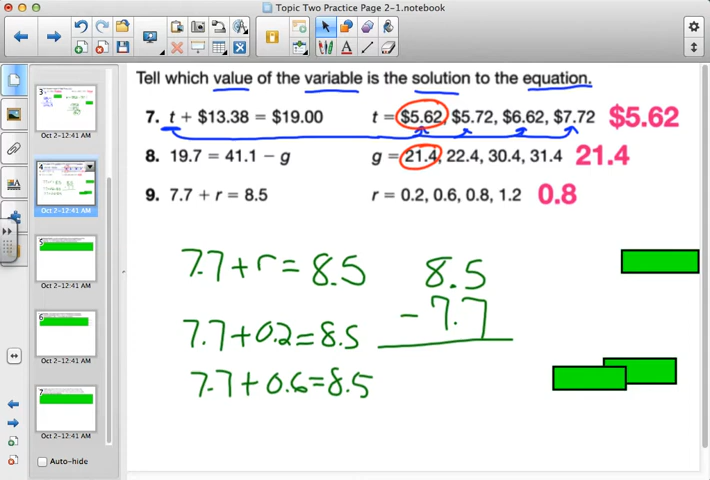 Topic Two Practice Page 2-1.notebook
Tell which value of the variable is the solution to the equation.
7. t + $13.38 = $19.00 t = $5.62, $5.72, $6.62, $7.72 $5.62
8. 19.7 = 41.1 − g g = 21.4, 22.4, 30.4, 31.4 21.4
9. 7.7 + r = 8.5 r = 0.2, 0.6, 0.8, 1.2 0.8
7.7+r=8.5 8.5
−7.7
7.7+0.2=8.5
7.7+0.6=8.5
3
Oct 2-12:41 AM
4
Oct 2-12:41 AM
5
Oct 2-12:41 AM
6
Oct 2-12:41 AM
7
Oct 2-12:41 AM
Auto-hide